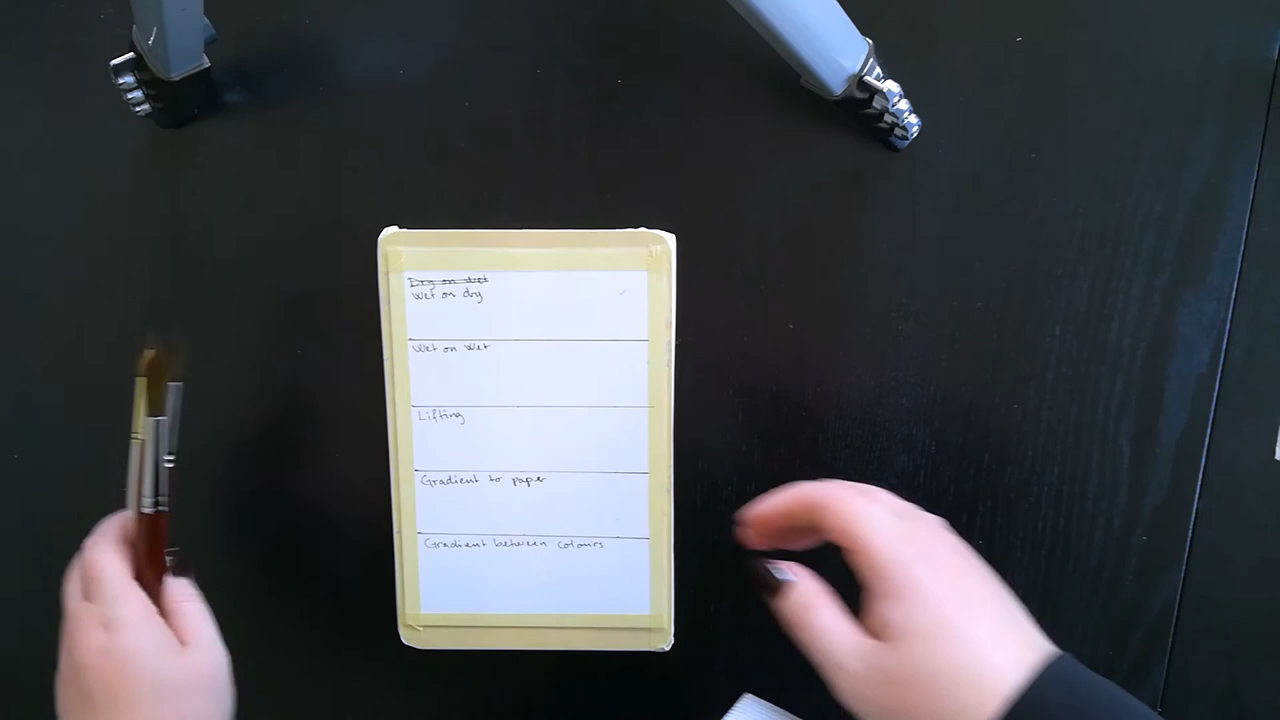 Dry on wet
Wet on dry
Wet on Wet
Lifting
Gradient to paper
Gradient between colours